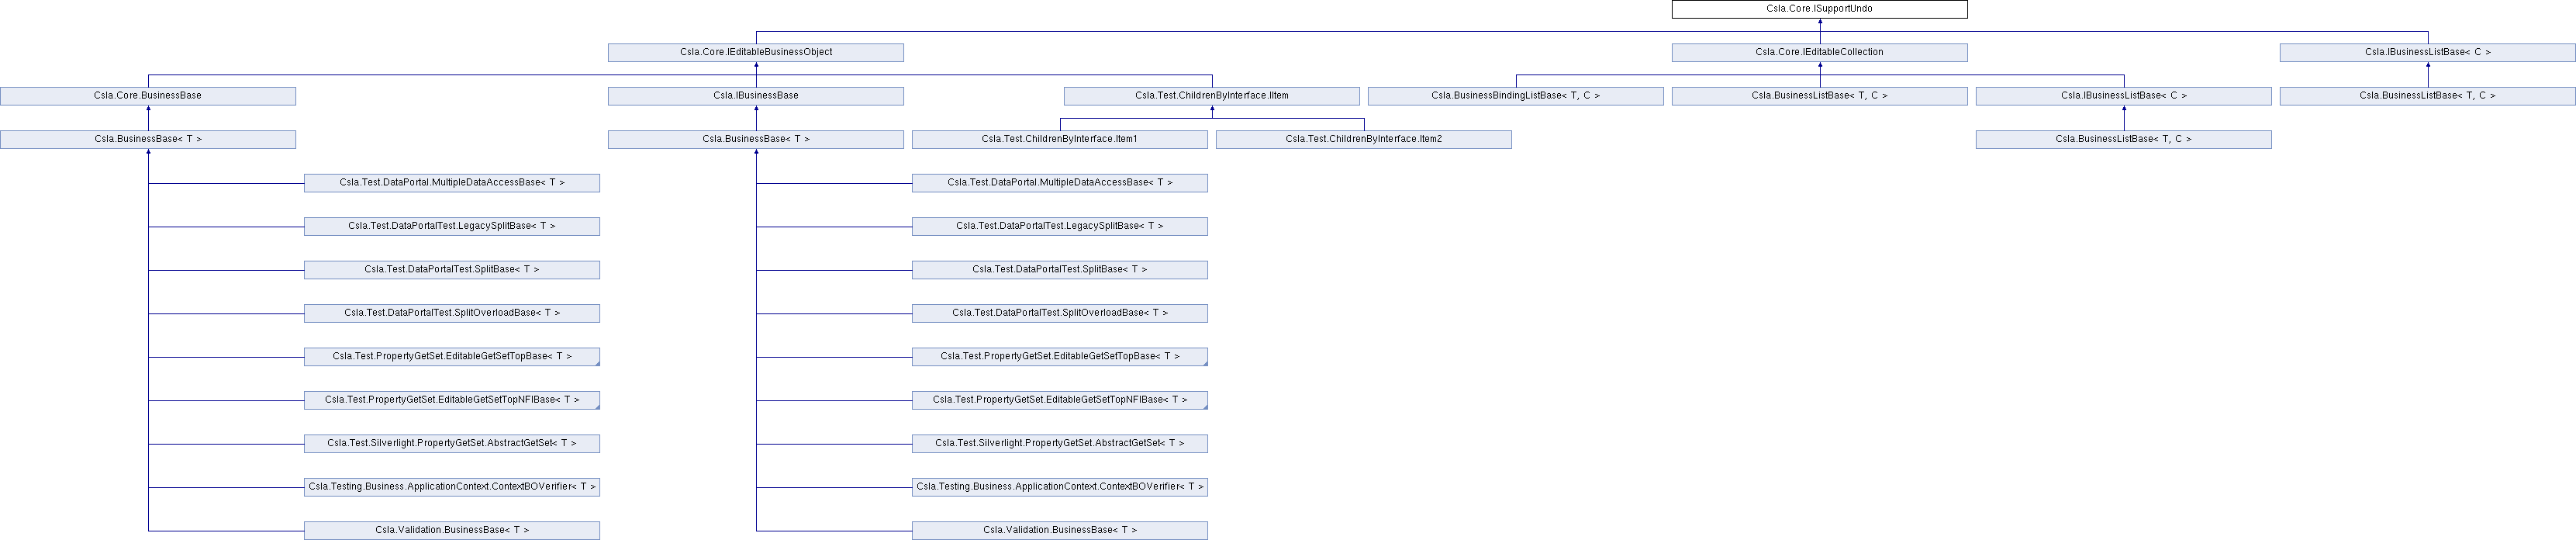 Csla.Core.ISupportUndo
Csla.Core.IEditableBusinessObject
Csla.Core.IEditableCollection
Csla.IBusinessListBase< C >
Csla.Core.BusinessBase
Csla.IBusinessBase
Csla.Test.ChildrenByInterface.IItem
Csla.BusinessBindingListBase< T, C >
Csla.BusinessListBase< T, C >
Csla.IBusinessListBase< C >
Csla.BusinessListBase< T, C >
Csla.BusinessBase< T >
Csla.BusinessBase< T >
Csla.Test.ChildrenByInterface.Item1
Csla.Test.ChildrenByInterface.Item2
Csla.BusinessListBase< T, C >
Csla.Test.DataPortal.MultipleDataAccessBase< T >
Csla.Test.DataPortal.MultipleDataAccessBase< T >
Csla.Test.DataPortalTest.LegacySplitBase< T >
Csla.Test.DataPortalTest.LegacySplitBase< T >
Csla.Test.DataPortalTest.SplitBase< T >
Csla.Test.DataPortalTest.SplitBase< T >
Csla.Test.DataPortalTest.SplitOverloadBase< T >
Csla.Test.DataPortalTest.SplitOverloadBase< T >
Csla.Test.PropertyGetSet.EditableGetSetTopBase< T >
Csla.Test.PropertyGetSet.EditableGetSetTopBase< T >
Csla.Test.PropertyGetSet.EditableGetSetTopNFIBase< T >
Csla.Test.PropertyGetSet.EditableGetSetTopNFIBase< T >
Csla.Test.Silverlight.PropertyGetSet.AbstractGetSet< T >
Csla.Test.Silverlight.PropertyGetSet.AbstractGetSet< T >
Csla.Testing.Business.ApplicationContext.ContextBOVerifier< T >
Csla.Testing.Business.ApplicationContext.ContextBOVerifier< T >
Csla.Validation.BusinessBase< T >
Csla.Validation.BusinessBase< T >